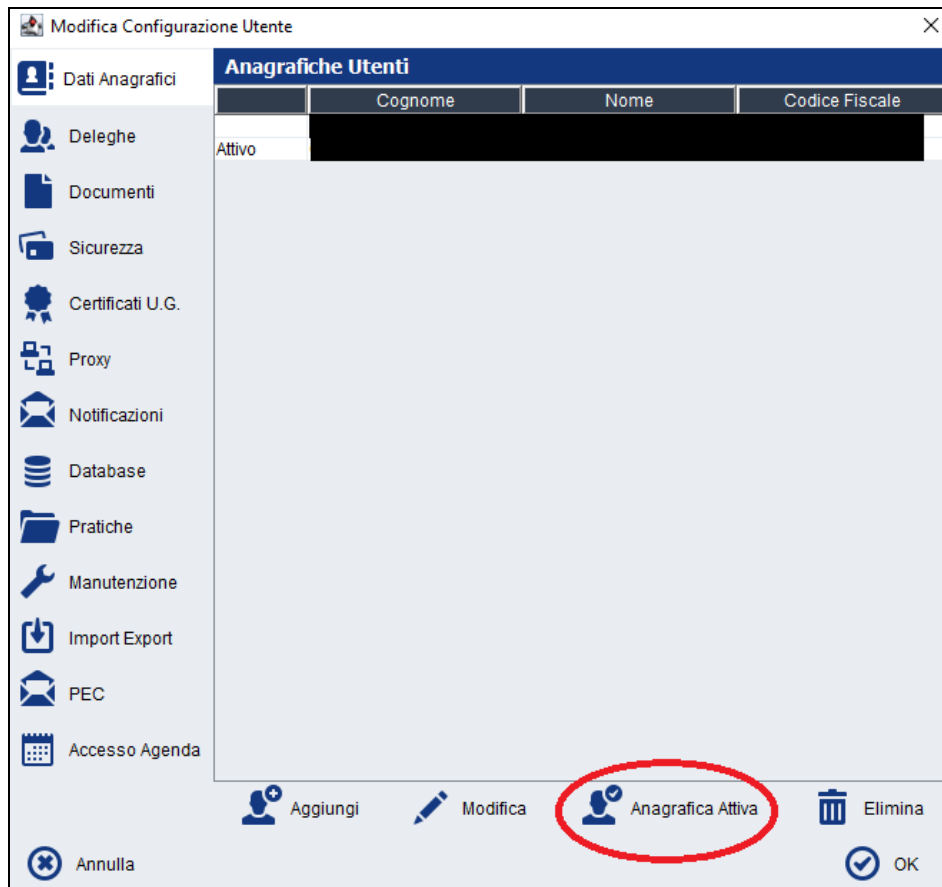 Modifica Configurazione Utente
Dati Anagrafici
Anagrafiche Utenti
Cognome Nome Codice Fiscale
Attivo
Deleghe
Documenti
Sicurezza
Certificati U.G.
Proxy
Notificazioni
Database
Pratiche
Manutenzione
Import Export
PEC
Accesso Agenda
Aggiungi Modifica Anagrafica Attiva Elimina
Annulla OK